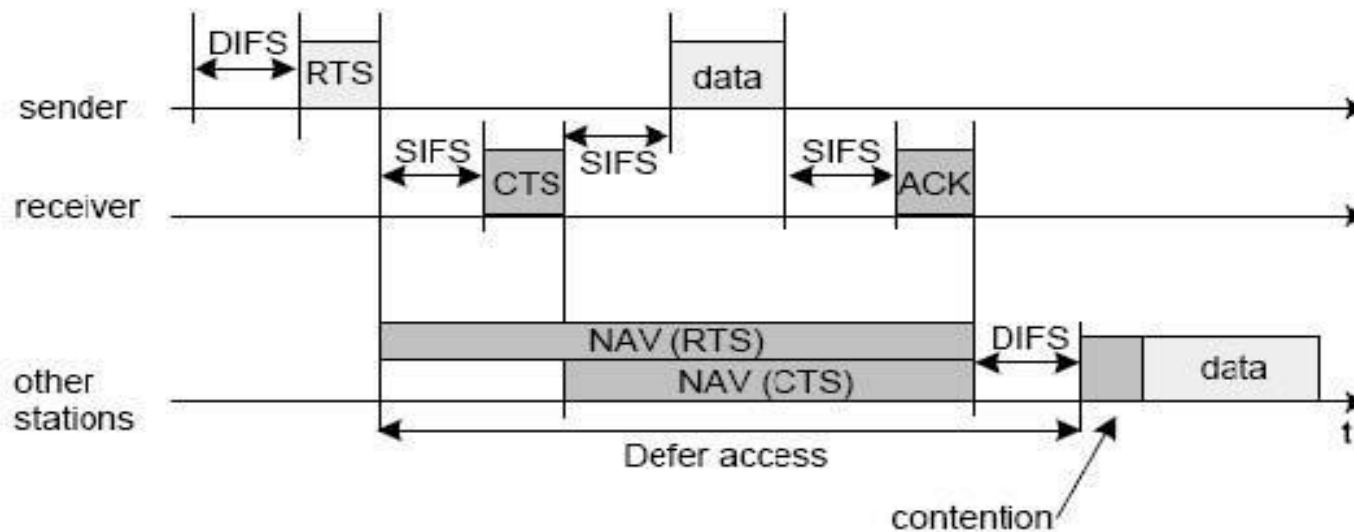 DIFS
RTS
data
sender
SIFS
SIFS
SIFS
CTS
ACK
receiver
NAV (RTS)
DIFS
NAV (CTS)
data
other
stations
t
Defer access
contention